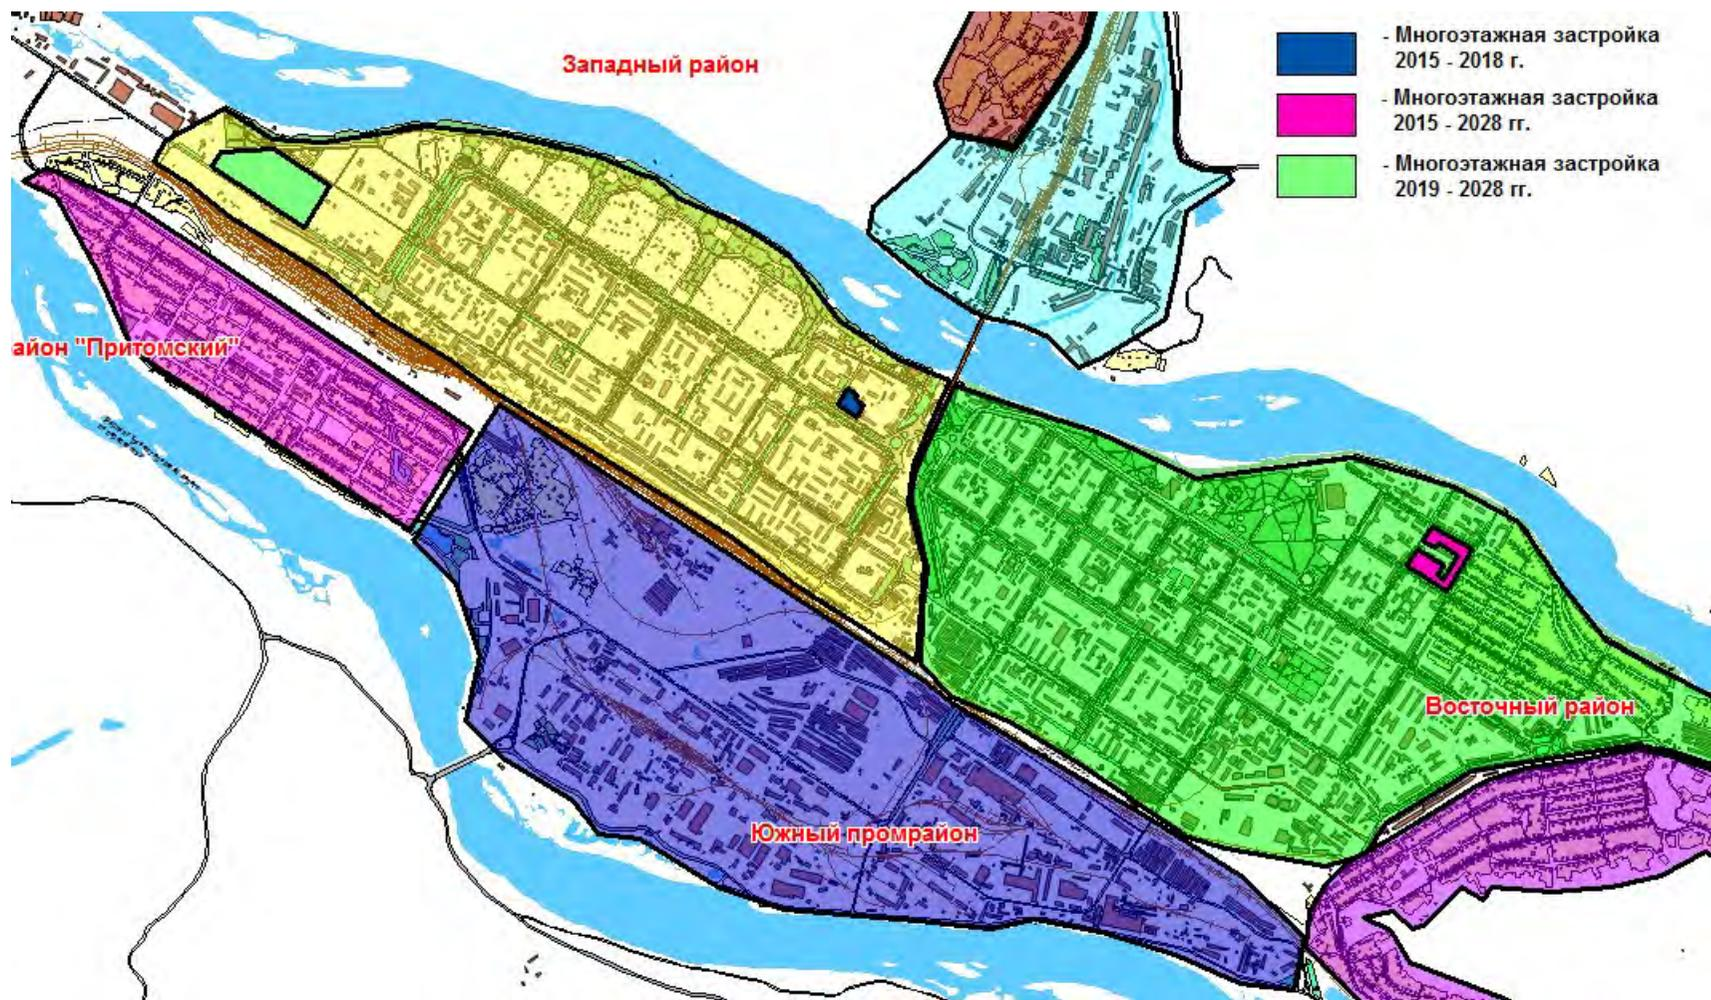 Западный район
- Многоэтажная застройка
2015 - 2018 г.
- Многоэтажная застройка
2015 - 2028 гг.
- Многоэтажная застройка
2019 - 2028 гг.
айон "Притомский"
Восточный район
Южный промрайон